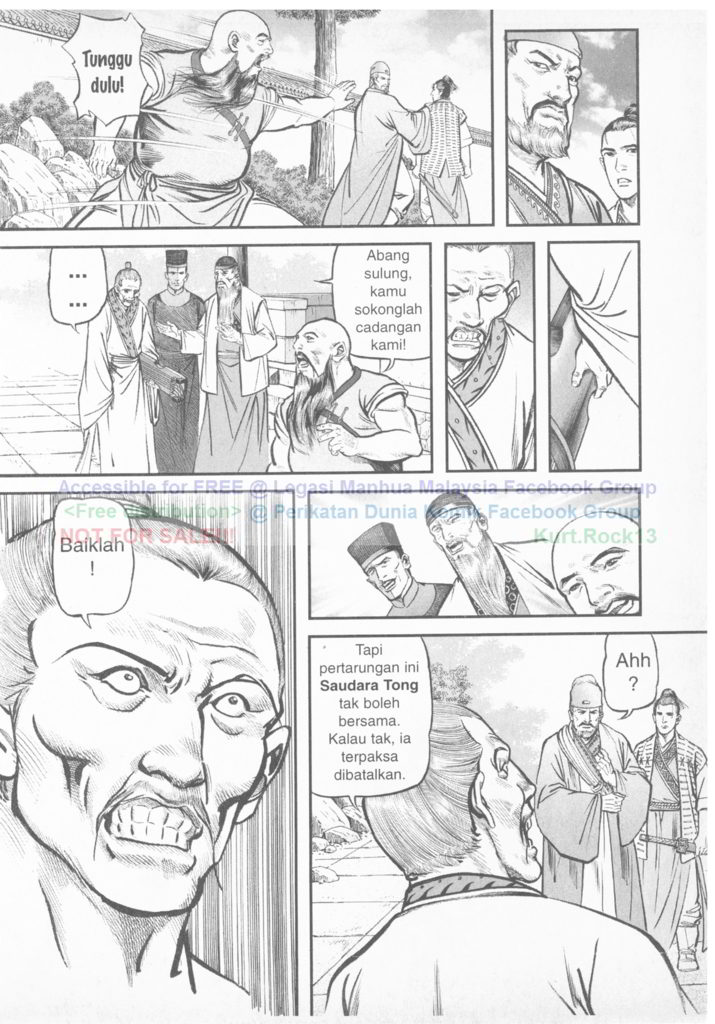 Tunggu
dulu!
...
...
Abang
sulung,
kamu
sokonglah
cadangan
kami!
Accessible for FREE @ Legasi Manhua Malaysia Facebook Group
<Free distribution> @ Perikatan Dunia Komik Facebook Group
NOT FOR SALE!!!
Kurt.Rock13
Baiklah
!
Tapi
pertarungan ini
Saudara Tong
tak boleh
bersama.
Kalau tak, ia
terpaksa
dibatalkan.
Ahh
?